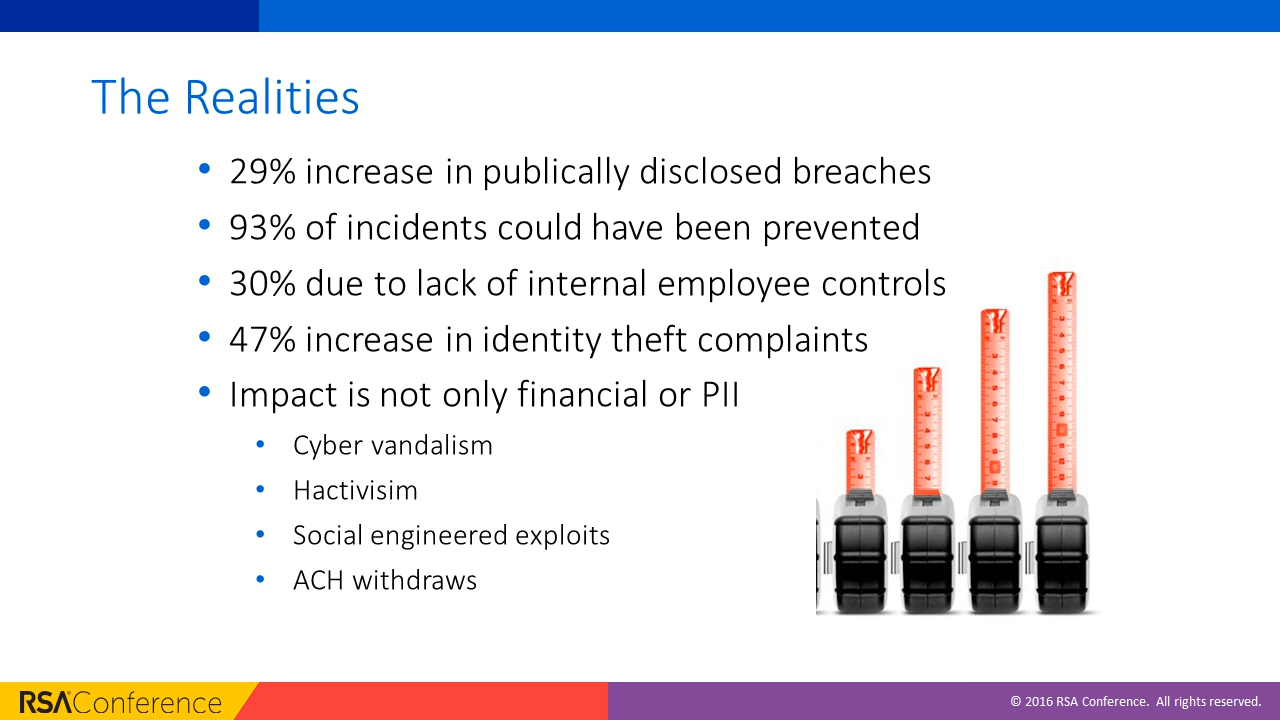 The Realities
• 29% increase in publically disclosed breaches
• 93% of incidents could have been prevented
• 30% due to lack of internal employee controls
• 47% increase in identity theft complaints
• Impact is not only financial or PII
• Cyber vandalism
• Hactivisim
• Social engineered exploits
• ACH withdraws
RSAConference
© 2016 RSA Conference. All rights reserved.